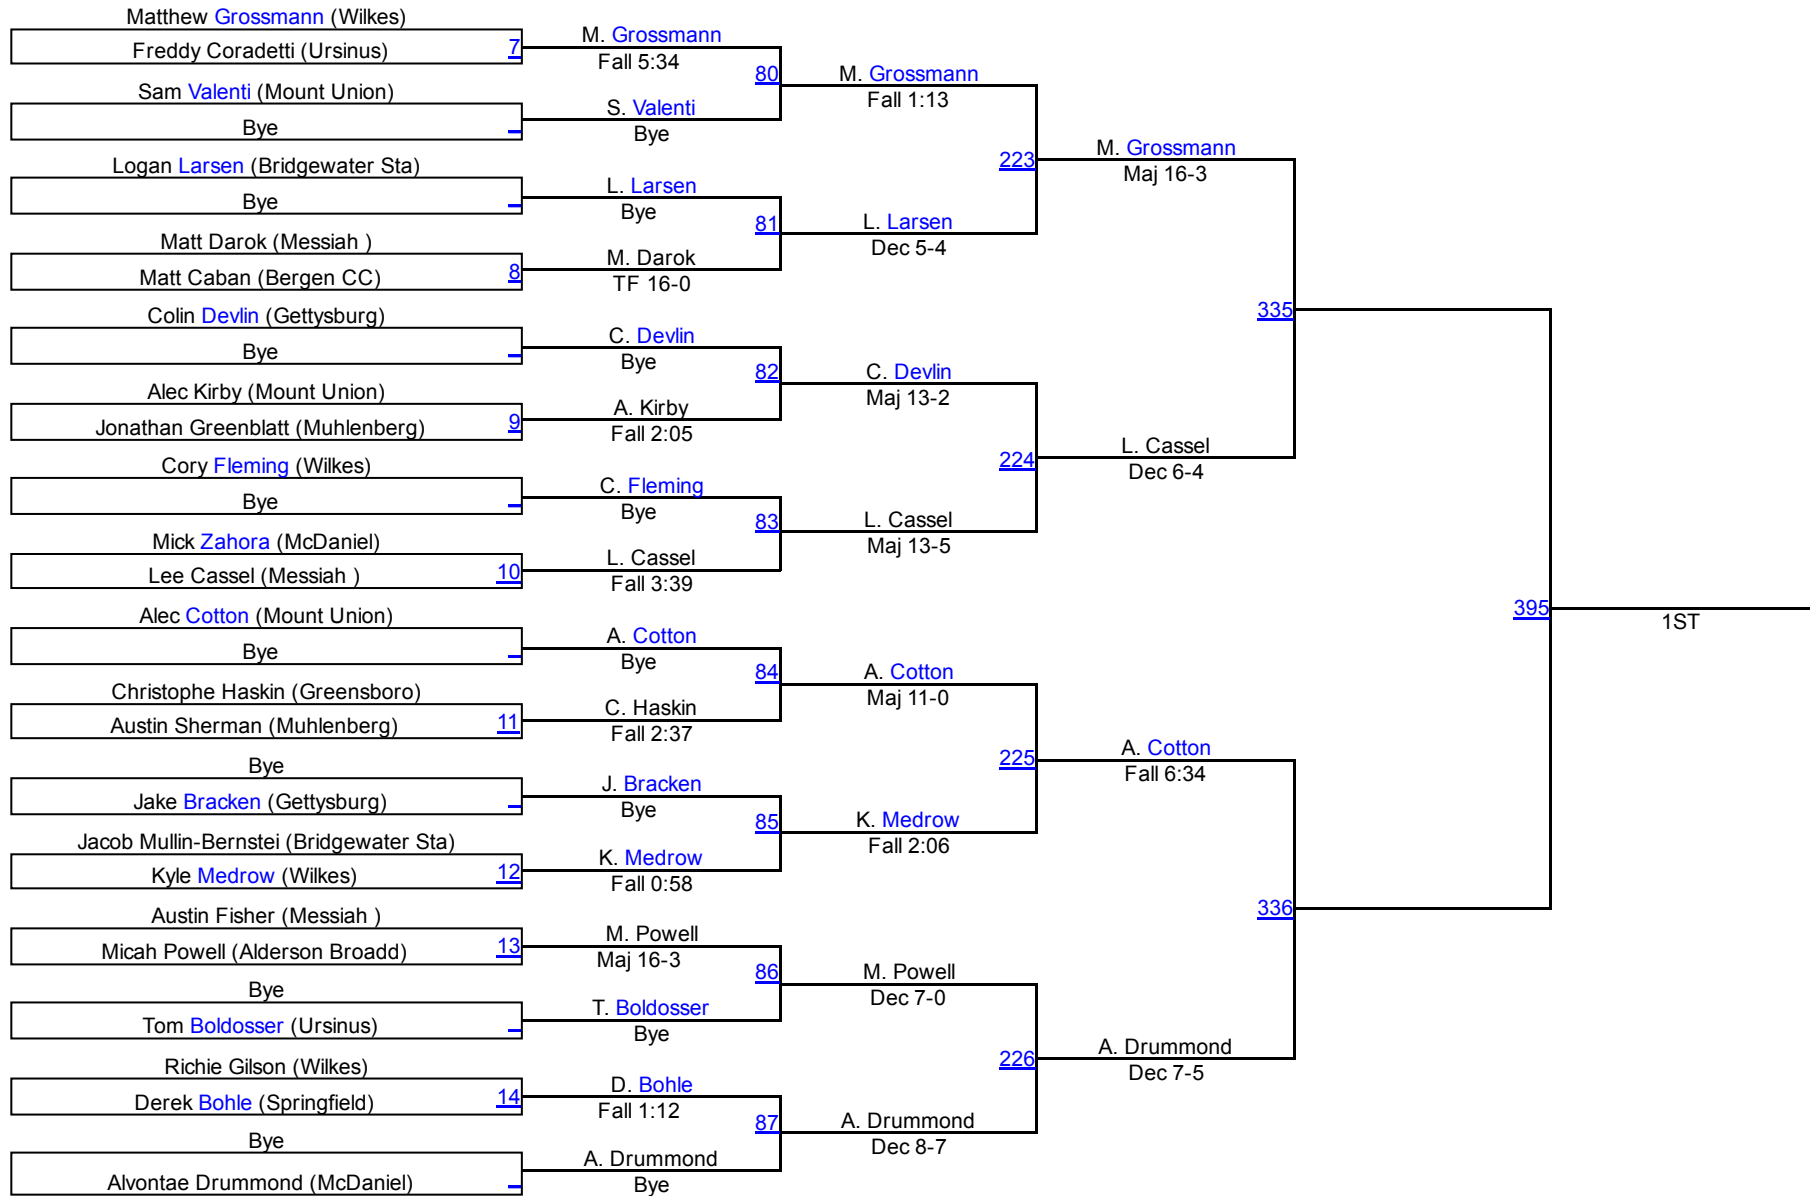 Matthew Grossmann (Wilkes)
Freddy Coradetti (Ursinus) 7
Sam Valenti (Mount Union)
Bye
Logan Larsen (Bridgewater Sta)
Bye
Matt Darok (Messiah )
Matt Caban (Bergen CC) 8
Colin Devlin (Gettysburg)
Bye
Alec Kirby (Mount Union)
Jonathan Greenblatt (Muhlenberg) 9
Cory Fleming (Wilkes)
Bye
Mick Zahora (McDaniel)
Lee Cassel (Messiah ) 10
Alec Cotton (Mount Union)
Bye
Christophe Haskin (Greensboro)
Austin Sherman (Muhlenberg) 11
Bye
Jake Bracken (Gettysburg)
Jacob Mullin-Bernstei (Bridgewater Sta)
Kyle Medrow (Wilkes) 12
Austin Fisher (Messiah )
Micah Powell (Alderson Broadd) 13
Bye
Tom Boldosser (Ursinus)
Richie Gilson (Wilkes)
Derek Bohle (Springfield) 14
Bye
Alvontae Drummond (McDaniel)
M. Grossmann
Fall 5:34
80
S. Valenti
Bye
L. Larsen
Bye
81
M. Darok
TF 16-0
C. Devlin
Bye
82
A. Kirby
Fall 2:05
C. Fleming
Bye
83
L. Cassel
Fall 3:39
A. Cotton
Bye
84
C. Haskin
Fall 2:37
J. Bracken
Bye
85
K. Medrow
Fall 0:58
M. Powell
Maj 16-3
86
T. Boldosser
Bye
D. Bohle
Fall 1:12
87
A. Drummond
Bye
M. Grossmann
Fall 1:13
223
L. Larsen
Dec 5-4
C. Devlin
Maj 13-2
224
L. Cassel
Maj 13-5
A. Cotton
Maj 11-0
225
K. Medrow
Fall 2:06
M. Powell
Dec 7-0
226
A. Drummond
Dec 8-7
M. Grossmann
Maj 16-3
335
L. Cassel
Dec 6-4
A. Cotton
Fall 6:34
336
A. Drummond
Dec 7-5
395
1ST